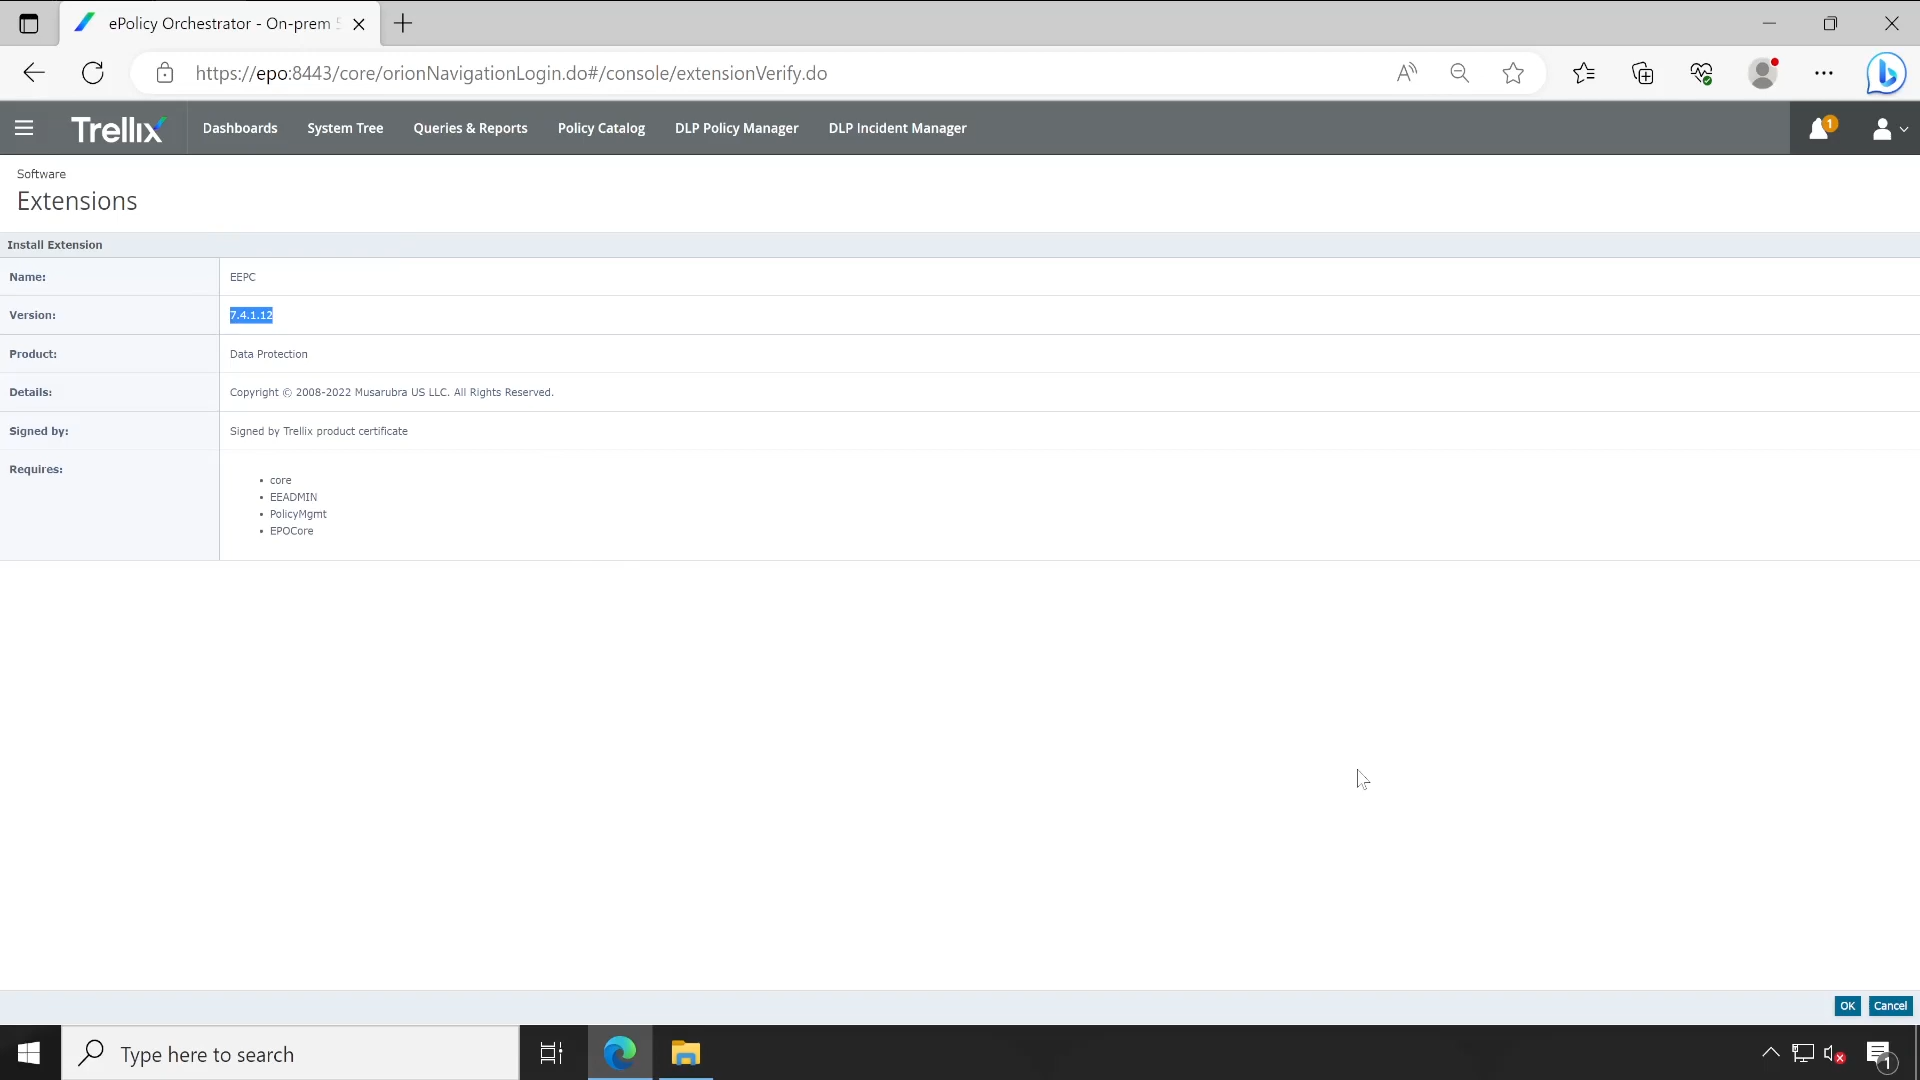 ePolicy Orchestrator - On-prem
https://epo:8443/core/orionNavigationLogin.do#/console/extensionVerify.do
Trellix
Dashboards
System Tree
Queries & Reports
Policy Catalog
DLP Policy Manager
DLP Incident Manager
1
Software
Extensions
Install Extension
Name:
EEPC
Version:
7.4.1.12
Product:
Data Protection
Details:
Copyright © 2008-2022 Musarubra US LLC. All Rights Reserved.
Signed by:
Signed by Trellix product certificate
Requires:
• core
• EEADMIN
• PolicyMgmt
• EPOCore
OK
Cancel
Type here to search
1